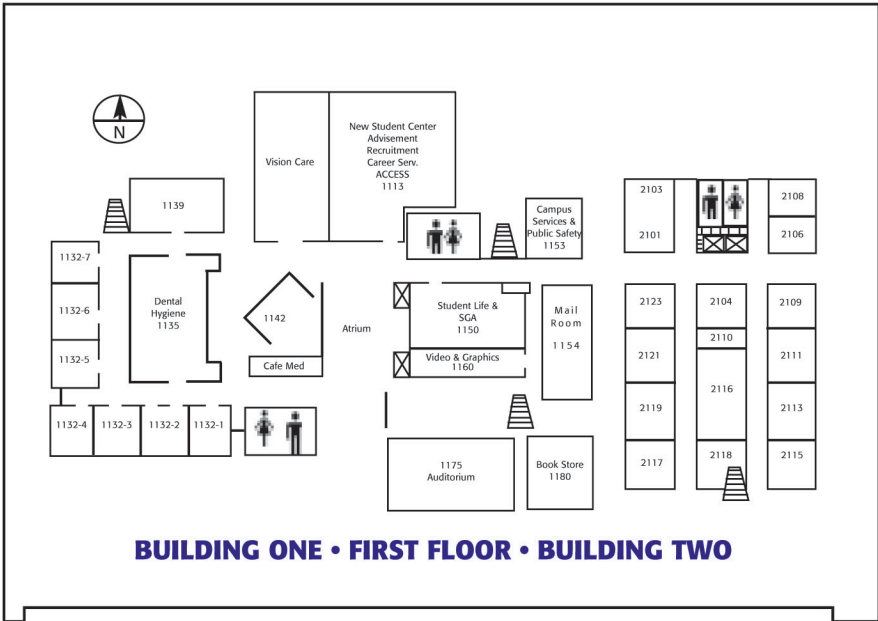 N
Vision Care
New Student Center
Advisement
Recruitment
Career Serv.
ACCESS
1113
1139
Campus
Services &
Public Safety
1153
2103
2101
2108
2106
1132-7
1132-6
1132-5
Dental
Hygiene
1135
1142
Cafe Med
Atrium
Student Life &
SGA
1150
Video & Graphics
1160
Mail
Room
1154
2123
2104
2109
2110
2121
2111
2116
2119
2113
2117
2118
2115
1132-4
1132-3
1132-2
1132-1
1175
Auditorium
Book Store
1180
BUILDING ONE • FIRST FLOOR • BUILDING TWO